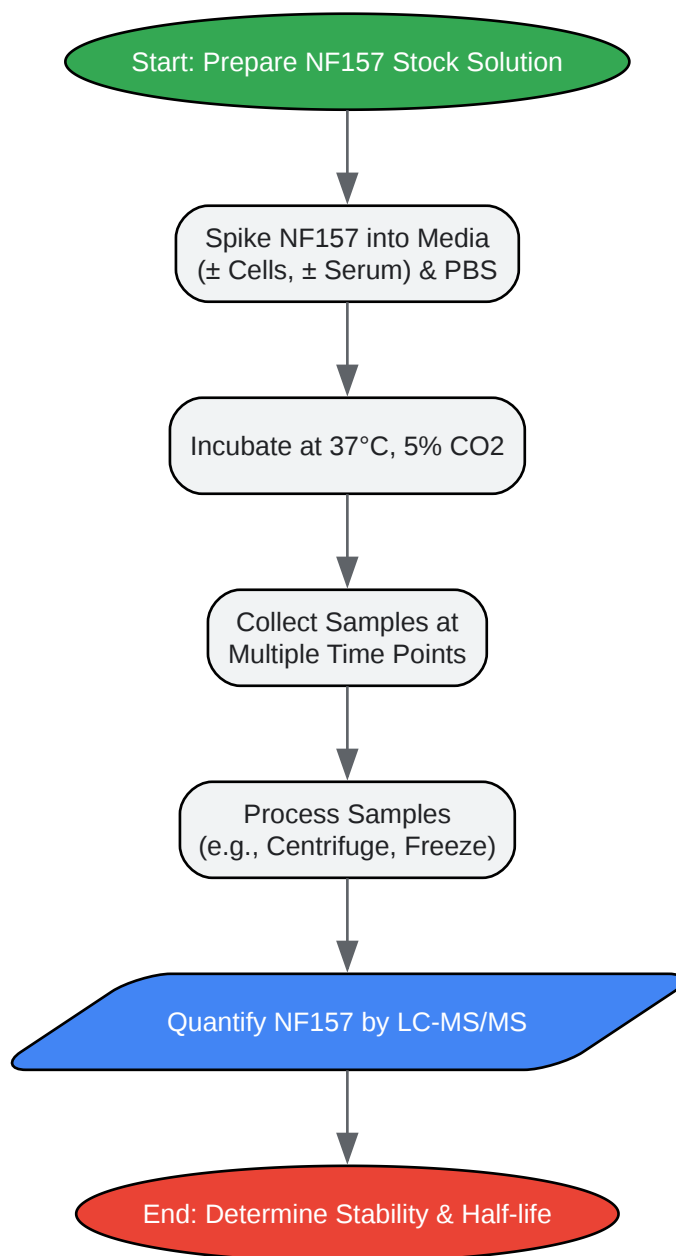 Start: Prepare NF157 Stock Solution
Spike NF157 into Media
(± Cells, ± Serum) & PBS
Incubate at 37°C, 5% CO2
Collect Samples at
Multiple Time Points
Process Samples
(e.g., Centrifuge, Freeze)
Quantify NF157 by LC-MS/MS
End: Determine Stability & Half-life